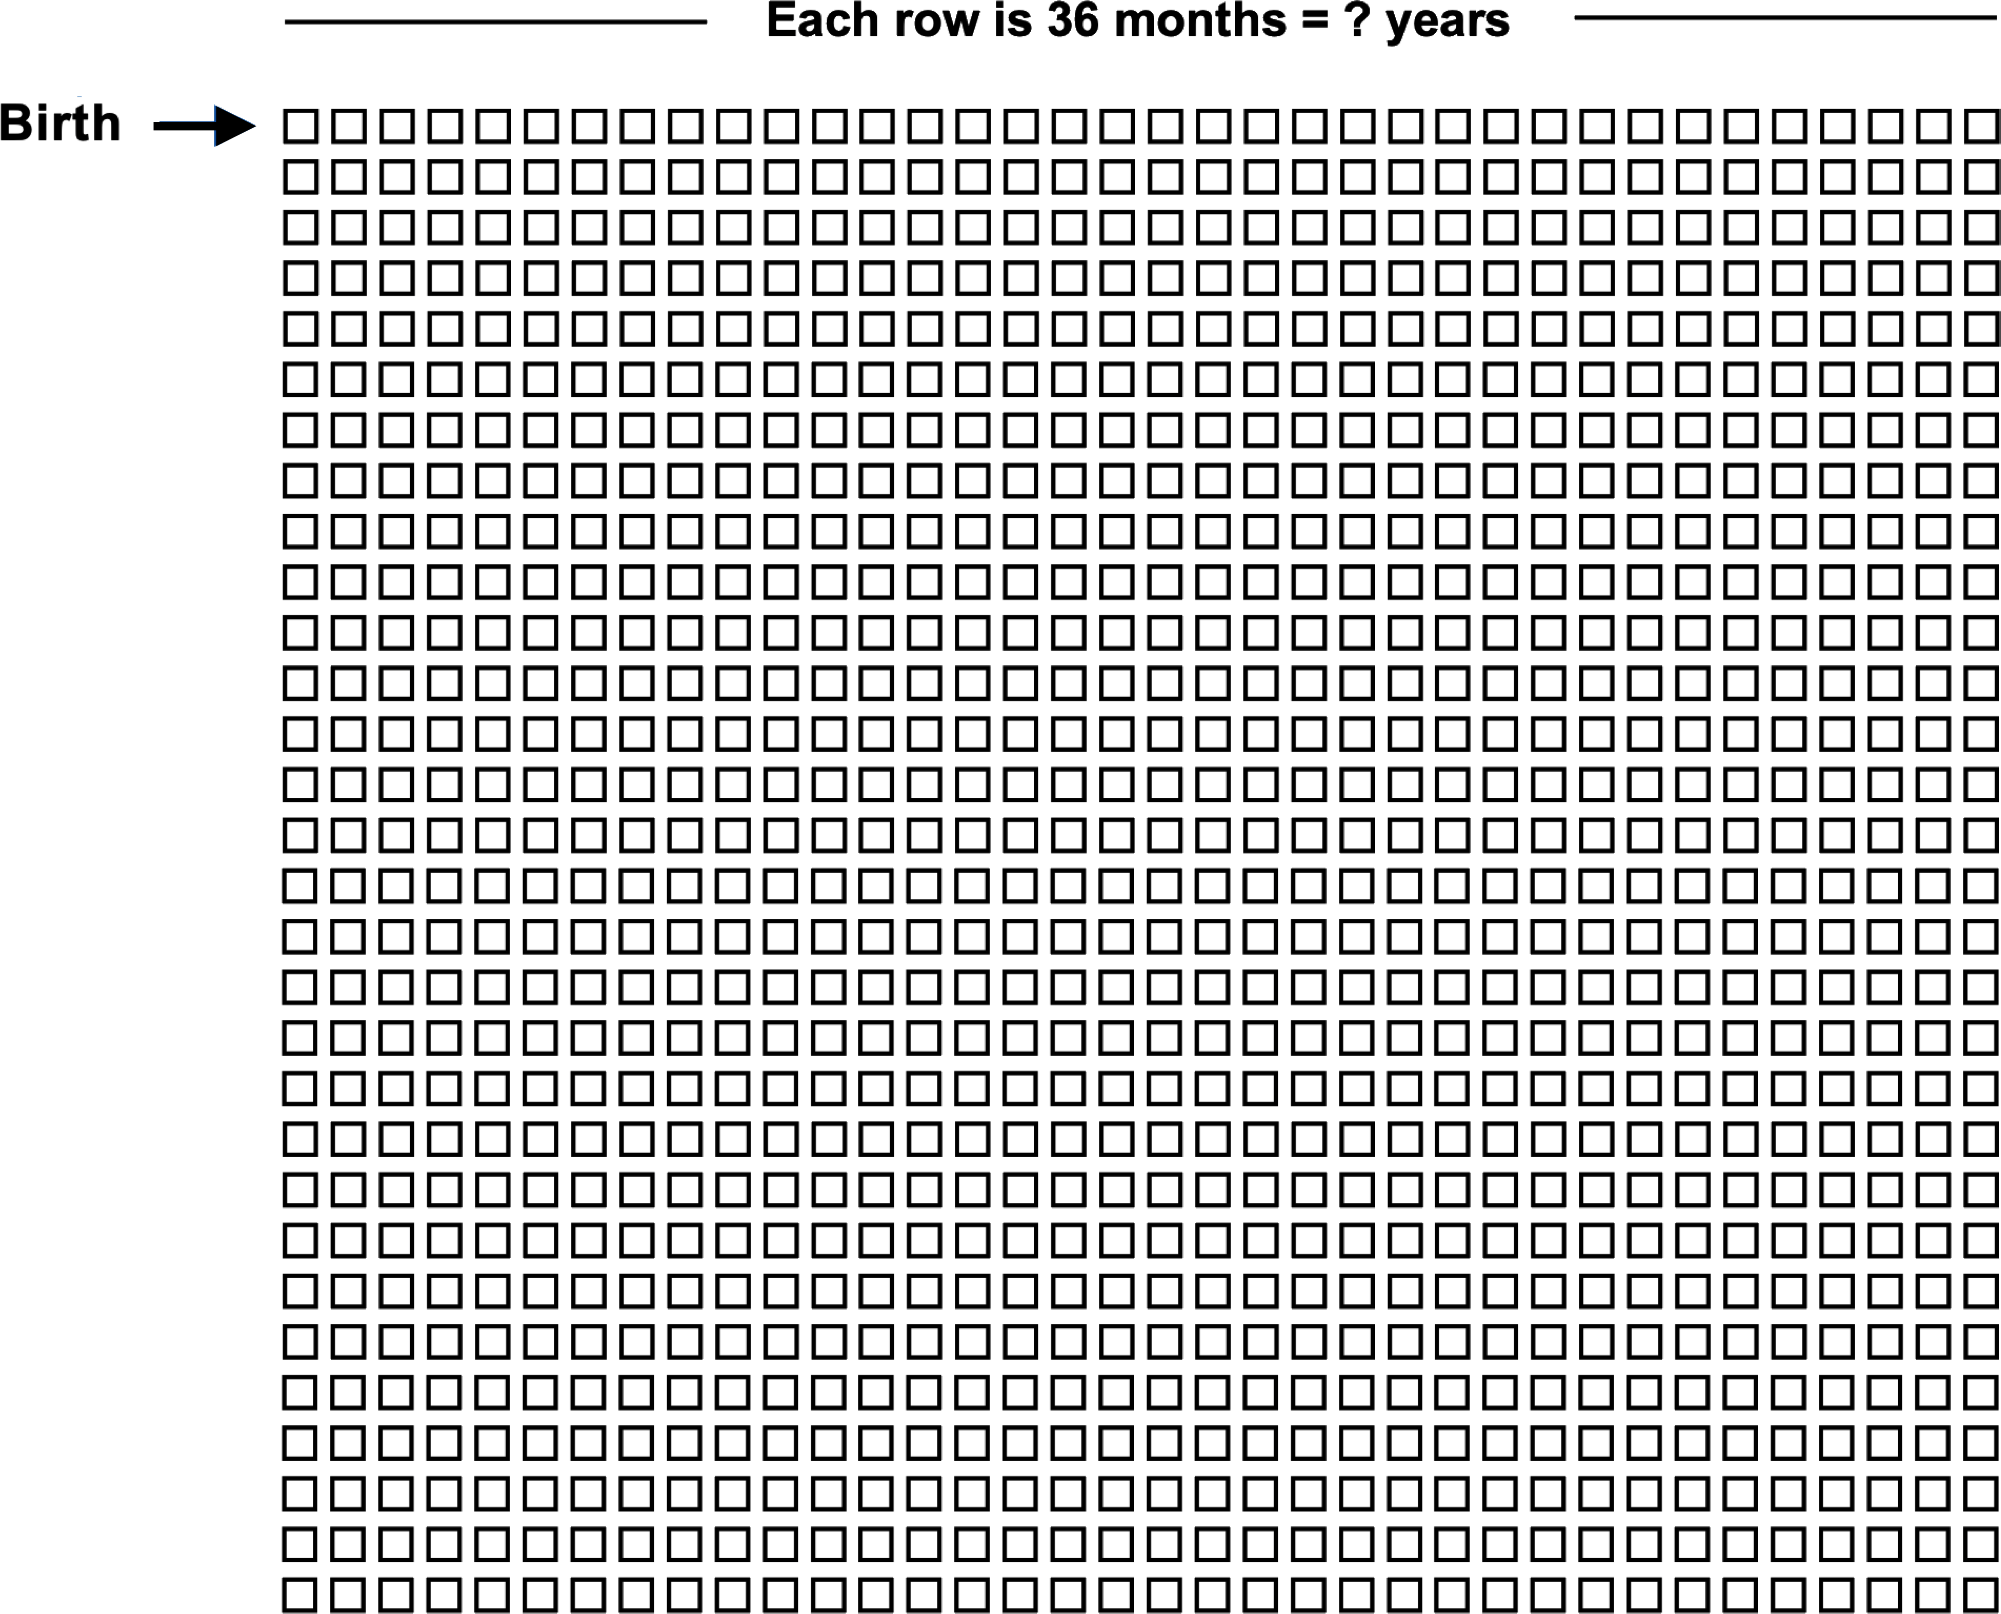 Each row is 36 months = ? years
Birth